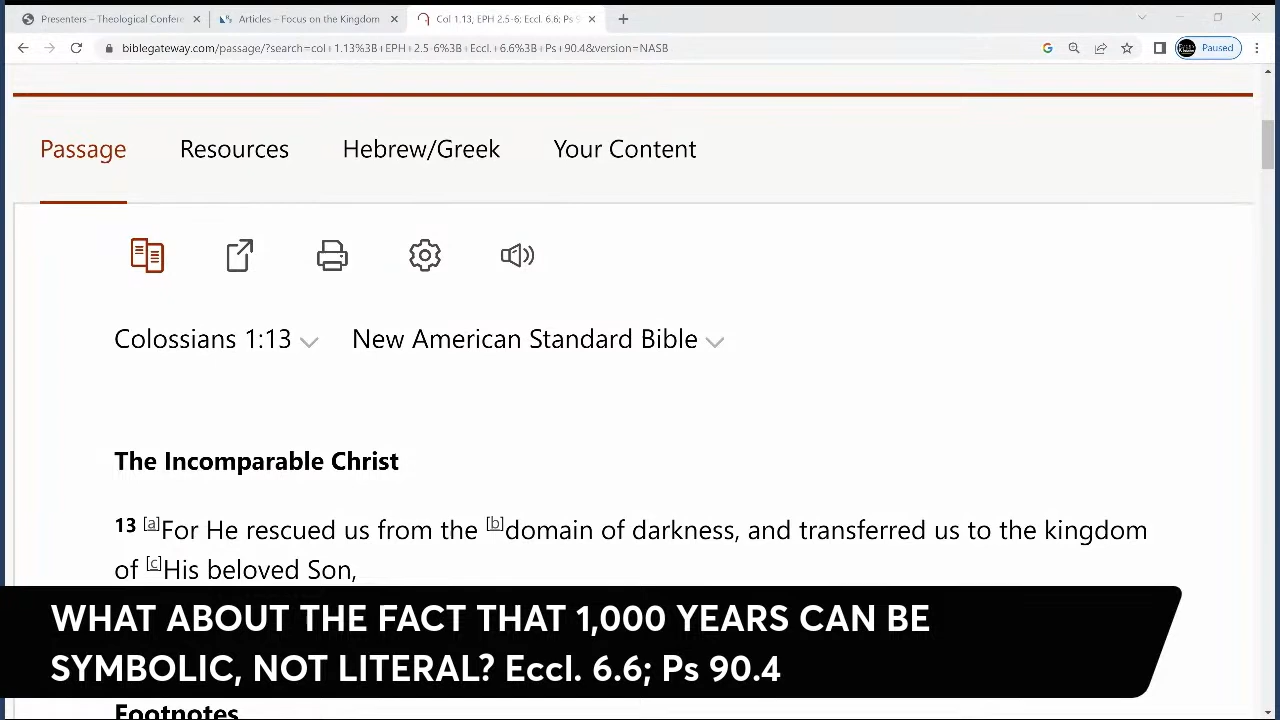 Presenters – Theological Confere
Articles – Focus on the Kingdom
Col 1.13; EPH 2.5-6; Eccl. 6.6; Ps 9
biblegateway.com/passage/?search=col+1.13%3B+EPH+2.5-6%3B+Eccl.+6.6%3B+Ps+90.4&version=NASB
Paused
Passage Resources Hebrew/Greek Your Content
Colossians 1:13 New American Standard Bible
The Incomparable Christ
13 [a]For He rescued us from the [b]domain of darkness, and transferred us to the kingdom
of [c]His beloved Son,
WHAT ABOUT THE FACT THAT 1,000 YEARS CAN BE
SYMBOLIC, NOT LITERAL? Eccl. 6.6; Ps 90.4
Footnotes